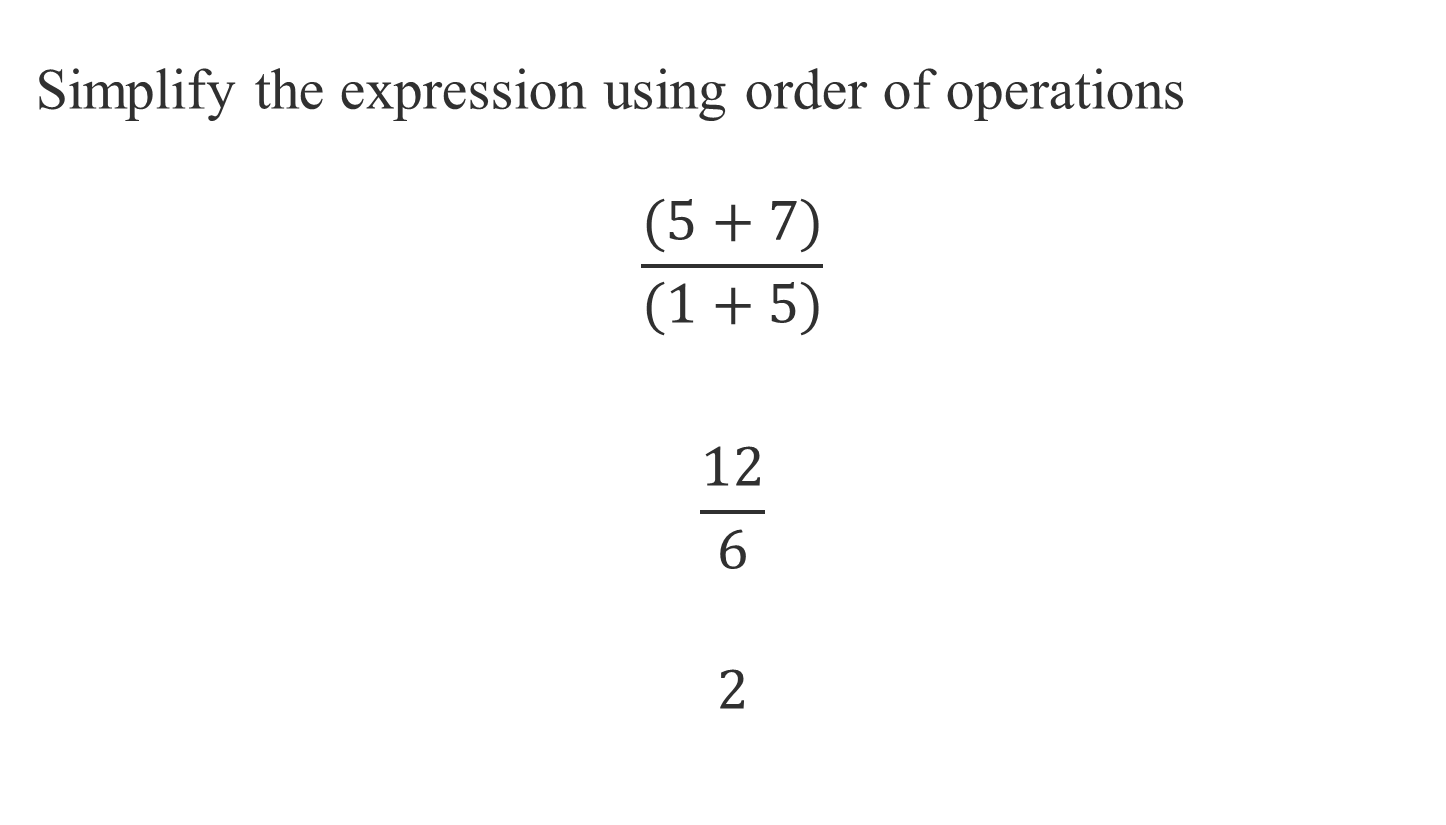 Simplify the expression using order of operations
(5 + 7)
(1 + 5)
12
6
2